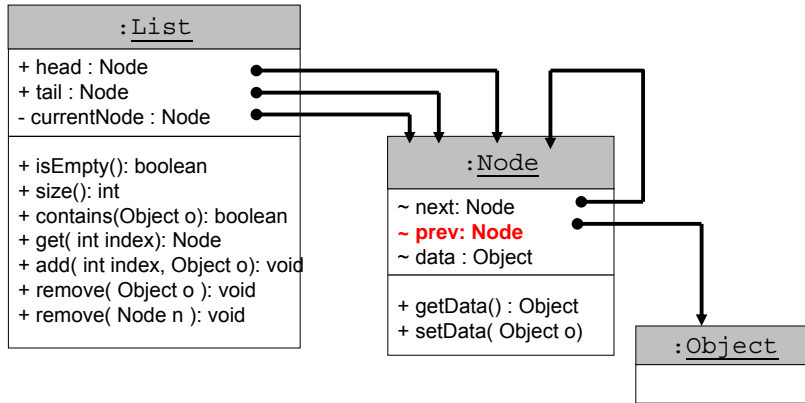 :List
+ head : Node
+ tail : Node
- currentNode : Node
+ isEmpty(): boolean
+ size(): int
+ contains(Object o): boolean
+ get( int index): Node
+ add( int index, Object o): void
+ remove( Object o ): void
+ remove( Node n ): void
:Node
~ next: Node
~ prev: Node
~ data : Object
+ getData() : Object
+ setData( Object o)
:Object